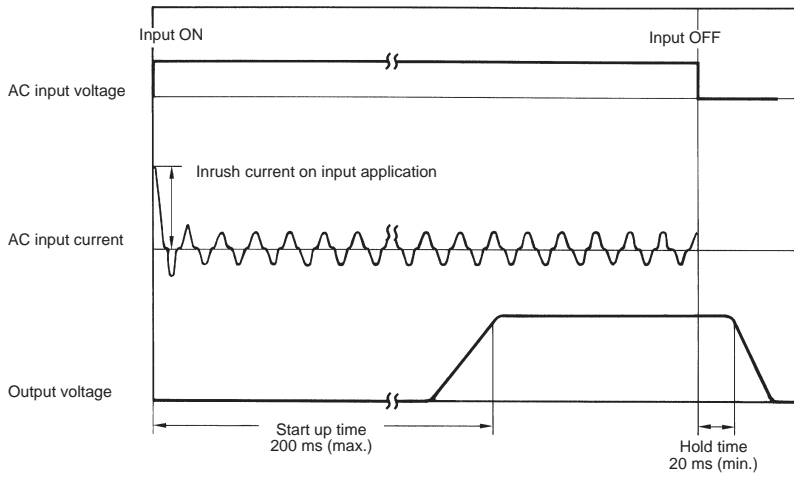 Input ON
Input OFF
AC input voltage
Inrush current on input application
AC input current
Output voltage
Start up time
200 ms (max.)
Hold time
20 ms (min.)